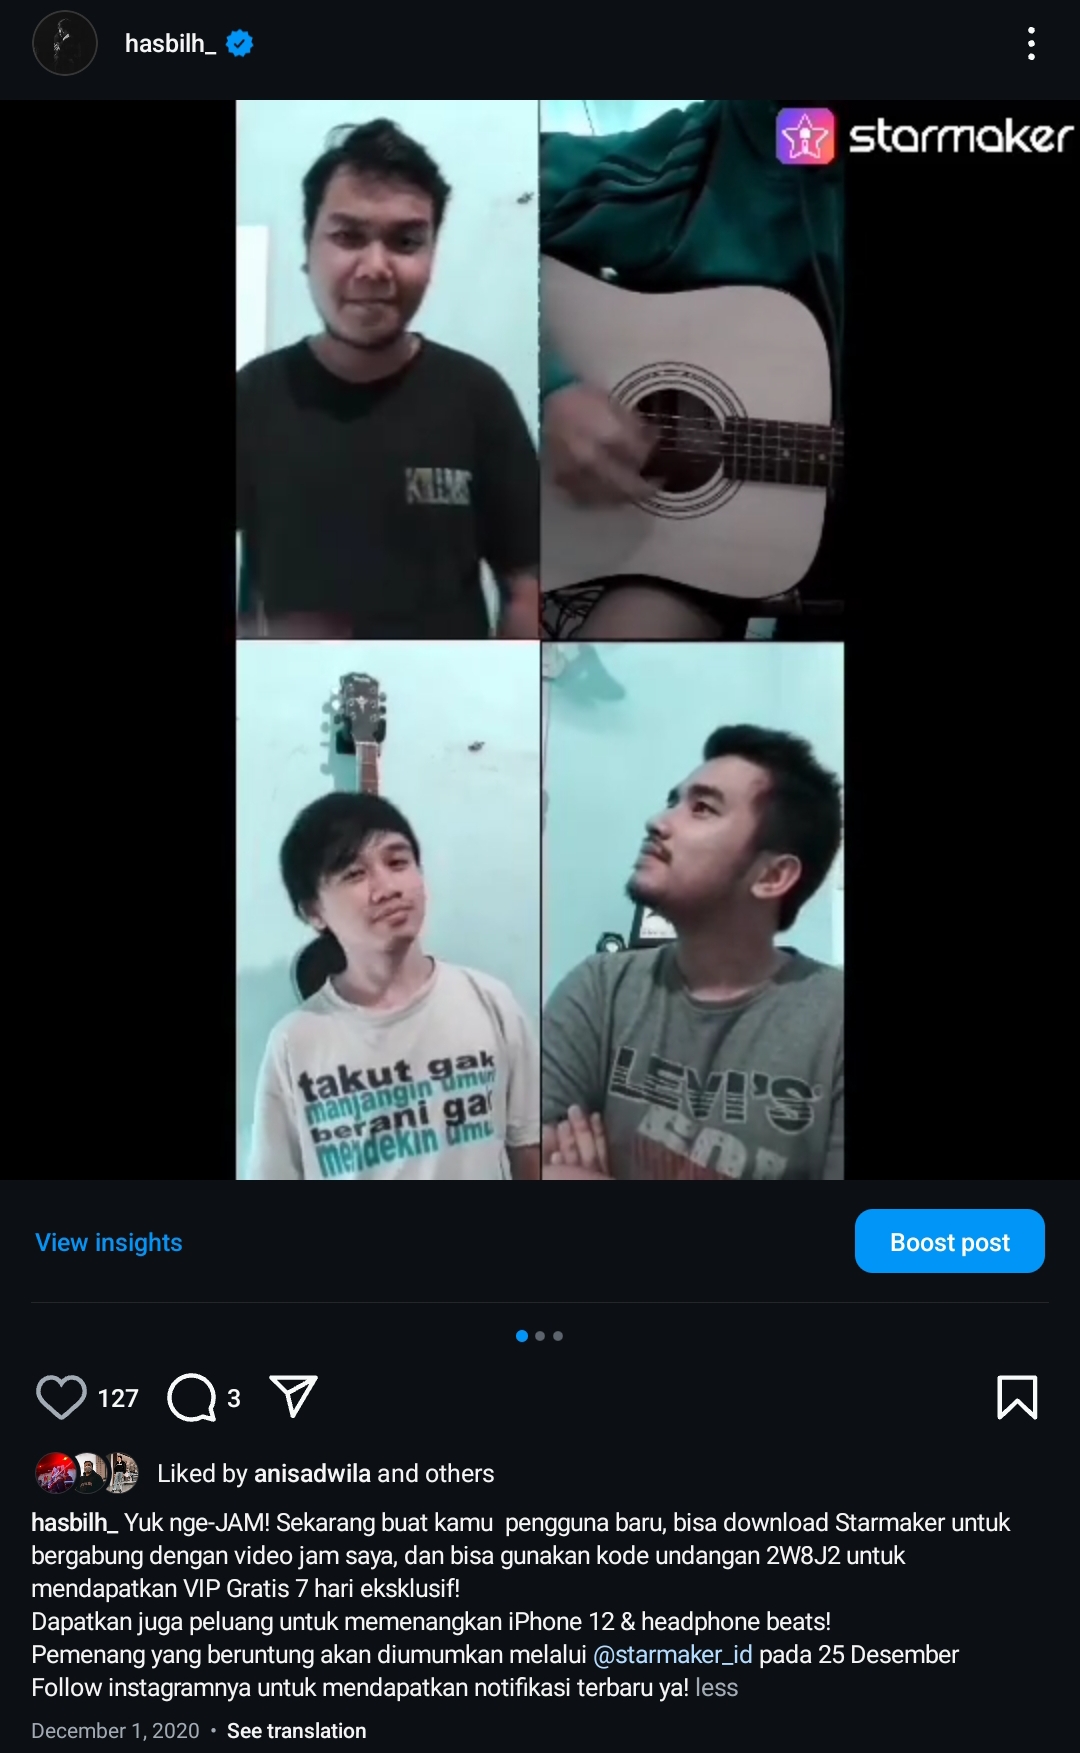 hasbilh_
starmaker
KILLMS
takut gak
manjangin umur
berani gak
mendekin umur
LEVI'S
View insights
Boost post
127
3
Liked by anisadwila and others
hasbilh_ Yuk nge-JAM! Sekarang buat kamu  pengguna baru, bisa download Starmaker untuk
bergabung dengan video jam saya, dan bisa gunakan kode undangan 2W8J2 untuk
mendapatkan VIP Gratis 7 hari eksklusif!
Dapatkan juga peluang untuk memenangkan iPhone 12 & headphone beats!
Pemenang yang beruntung akan diumumkan melalui @starmaker_id pada 25 Desember
Follow instagramnya untuk mendapatkan notifikasi terbaru ya! less
December 1, 2020 • See translation